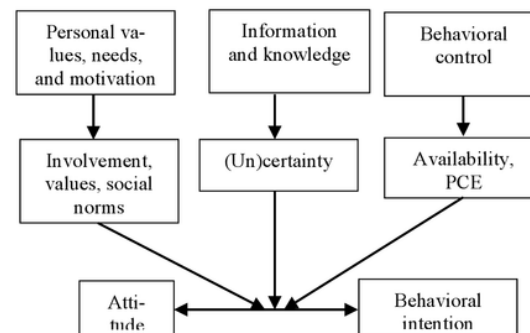 Personal va-
lues, needs,
and motivation
Information
and knowledge
Behavioral
control
Involvement,
values, social
norms
(Un)certainty
Availability,
PCE
Atti-
tude
Behavioral
intention